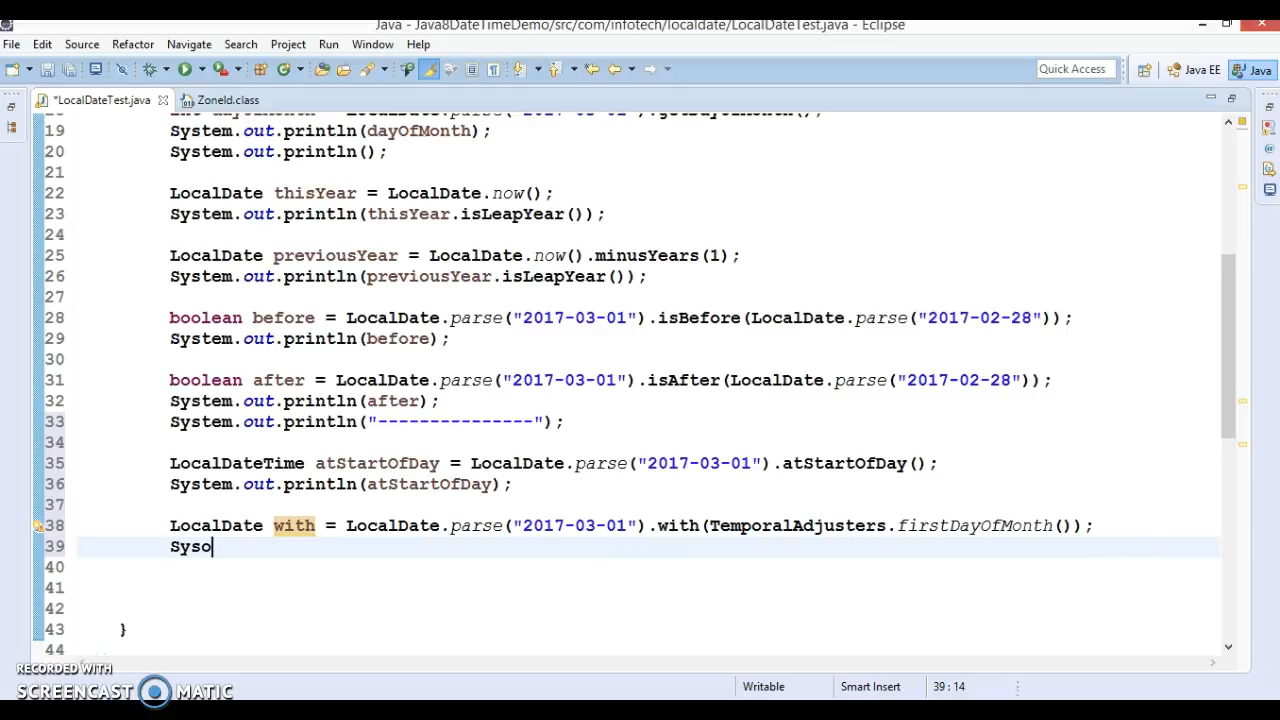 Java - Java8DateTimeDemo/src/com/infotech/localdate/LocalDateTest.java - Eclipse
File Edit Source Refactor Navigate Search Project Run Window Help
Quick Access Java EE Java
*LocalDateTest.java ZoneId.class
19 System.out.println(dayOfMonth);
20 System.out.println();
21
22 LocalDate thisYear = LocalDate.now();
23 System.out.println(thisYear.isLeapYear());
24
25 LocalDate previousYear = LocalDate.now().minusYears(1);
26 System.out.println(previousYear.isLeapYear());
27
28 boolean before = LocalDate.parse("2017-03-01").isBefore(LocalDate.parse("2017-02-28"));
29 System.out.println(before);
30
31 boolean after = LocalDate.parse("2017-03-01").isAfter(LocalDate.parse("2017-02-28"));
32 System.out.println(after);
33 System.out.println("---------------");
34
35 LocalDateTime atStartOfDay = LocalDate.parse("2017-03-01").atStartOfDay();
36 System.out.println(atStartOfDay);
37
38 LocalDate with = LocalDate.parse("2017-03-01").with(TemporalAdjusters.firstDayOfMonth());
39 Syso
40
41
42
43 }
44
RECORDED WITH
SCREENCAST MATIC
Writable Smart Insert 39 : 14